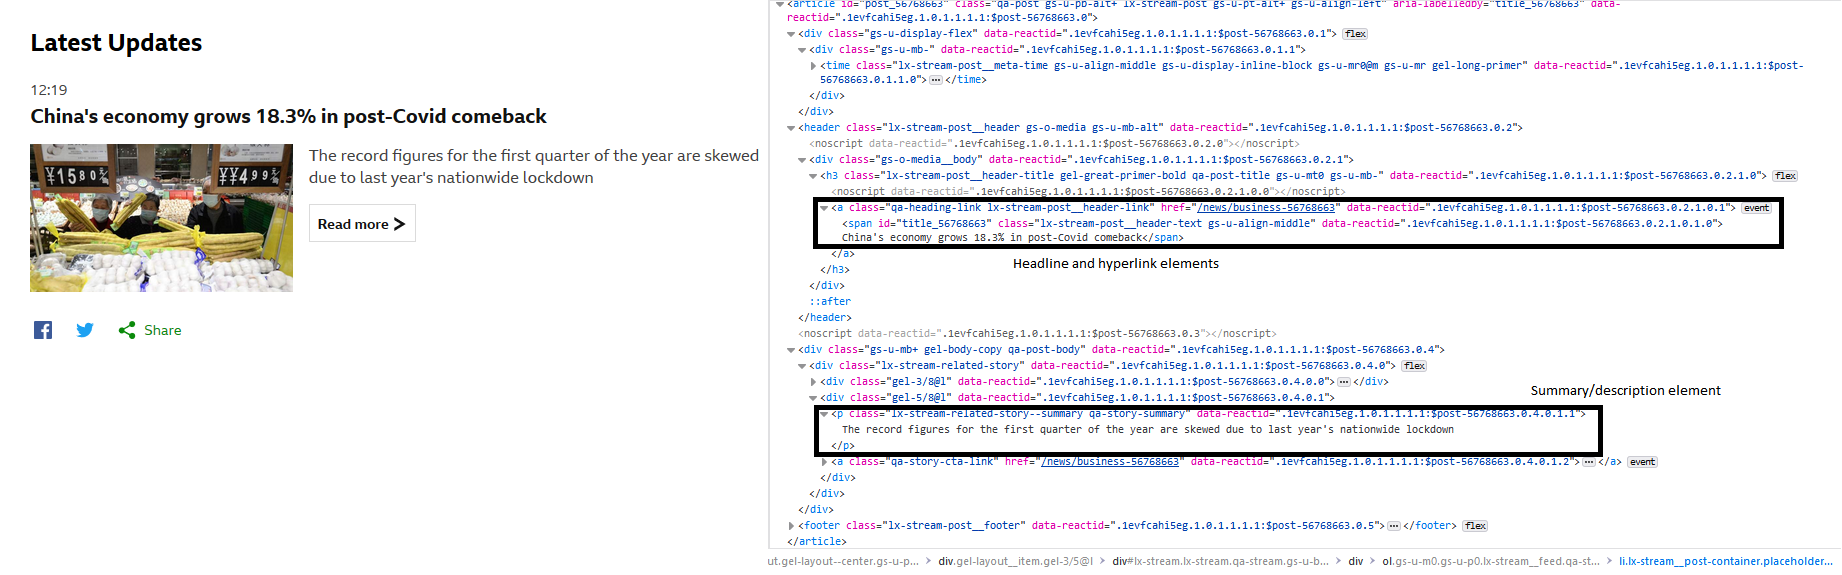 Latest Updates
12:19
China's economy grows 18.3% in post-Covid comeback
¥1580
¥¥499
The record figures for the first quarter of the year are skewed
due to last year's nationwide lockdown
Read more >
Share
<article id="post_56768663" class="qa-post gs-u-pb-alt+ lx-stream-post gs-u-pt-alt+ gs-u-align-left" aria-labelledby="title_56768663" data-
reactid=".1evfcahi5eg.1.0.1.1.1.1:$post-56768663.0">
<div class="gs-u-display-flex" data-reactid=".1evfcahi5eg.1.0.1.1.1.1:$post-56768663.0.1"> flex
<div class="gs-u-mb-" data-reactid=".1evfcahi5eg.1.0.1.1.1.1:$post-56768663.0.1.1">
<time class="lx-stream-post__meta-time gs-u-align-middle gs-u-display-inline-block gs-u-mr0@m gs-u-mr gel-long-primer" data-reactid=".1evfcahi5eg.1.0.1.1.1.1:$post-
56768663.0.1.1.0">…</time>
</div>
</div>
<header class="lx-stream-post__header gs-o-media gs-u-mb-alt" data-reactid=".1evfcahi5eg.1.0.1.1.1.1:$post-56768663.0.2">
<noscript data-reactid=".1evfcahi5eg.1.0.1.1.1.1:$post-56768663.0.2.0"></noscript>
<div class="gs-o-media__body" data-reactid=".1evfcahi5eg.1.0.1.1.1.1:$post-56768663.0.2.1">
<h3 class="lx-stream-post__header-title gel-great-primer-bold qa-post-title gs-u-mt0 gs-u-mb-" data-reactid=".1evfcahi5eg.1.0.1.1.1.1:$post-56768663.0.2.1.0"> flex
<noscript data-reactid=".1evfcahi5eg.1.0.1.1.1.1:$post-56768663.0.2.1.0.0"></noscript>
<a class="qa-heading-link lx-stream-post__header-link" href="/news/business-56768663" data-reactid=".1evfcahi5eg.1.0.1.1.1.1:$post-56768663.0.2.1.0.1"> event
<span id="title_56768663" class="lx-stream-post__header-text gs-u-align-middle" data-reactid=".1evfcahi5eg.1.0.1.1.1.1:$post-56768663.0.2.1.0.1.0">
China's economy grows 18.3% in post-Covid comeback</span>
</a>
Headline and hyperlink elements
</h3>
</div>
::after
</header>
<noscript data-reactid=".1evfcahi5eg.1.0.1.1.1.1:$post-56768663.0.3"></noscript>
<div class="gs-u-mb+ gel-body-copy qa-post-body" data-reactid=".1evfcahi5eg.1.0.1.1.1.1:$post-56768663.0.4">
<div class="lx-stream-related-story" data-reactid=".1evfcahi5eg.1.0.1.1.1.1:$post-56768663.0.4.0"> flex
<div class="gel-3/8@l" data-reactid=".1evfcahi5eg.1.0.1.1.1.1:$post-56768663.0.4.0.0">…</div>
<div class="gel-5/8@l" data-reactid=".1evfcahi5eg.1.0.1.1.1.1:$post-56768663.0.4.0.1">
Summary/description element
<p class="lx-stream-related-story--summary qa-story-summary" data-reactid=".1evfcahi5eg.1.0.1.1.1.1:$post-56768663.0.4.0.1.1">
The record figures for the first quarter of the year are skewed due to last year's nationwide lockdown
</p>
<a class="qa-story-cta-link" href="/news/business-56768663" data-reactid=".1evfcahi5eg.1.0.1.1.1.1:$post-56768663.0.4.0.1.2">…</a> event
</div>
</div>
</div>
<footer class="lx-stream-post__footer" data-reactid=".1evfcahi5eg.1.0.1.1.1.1:$post-56768663.0.5">…</footer> flex
</article>
ut.gel-layout--center.gs-u-p... > div.gel-layout__item.gel-3/5@l > div#lx-stream.lx-stream.qa-stream.gs-u-b... > div > ol.gs-u-m0.gs-u-p0.lx-stream__feed.qa-st... > li.lx-stream__post-container.placeholder...